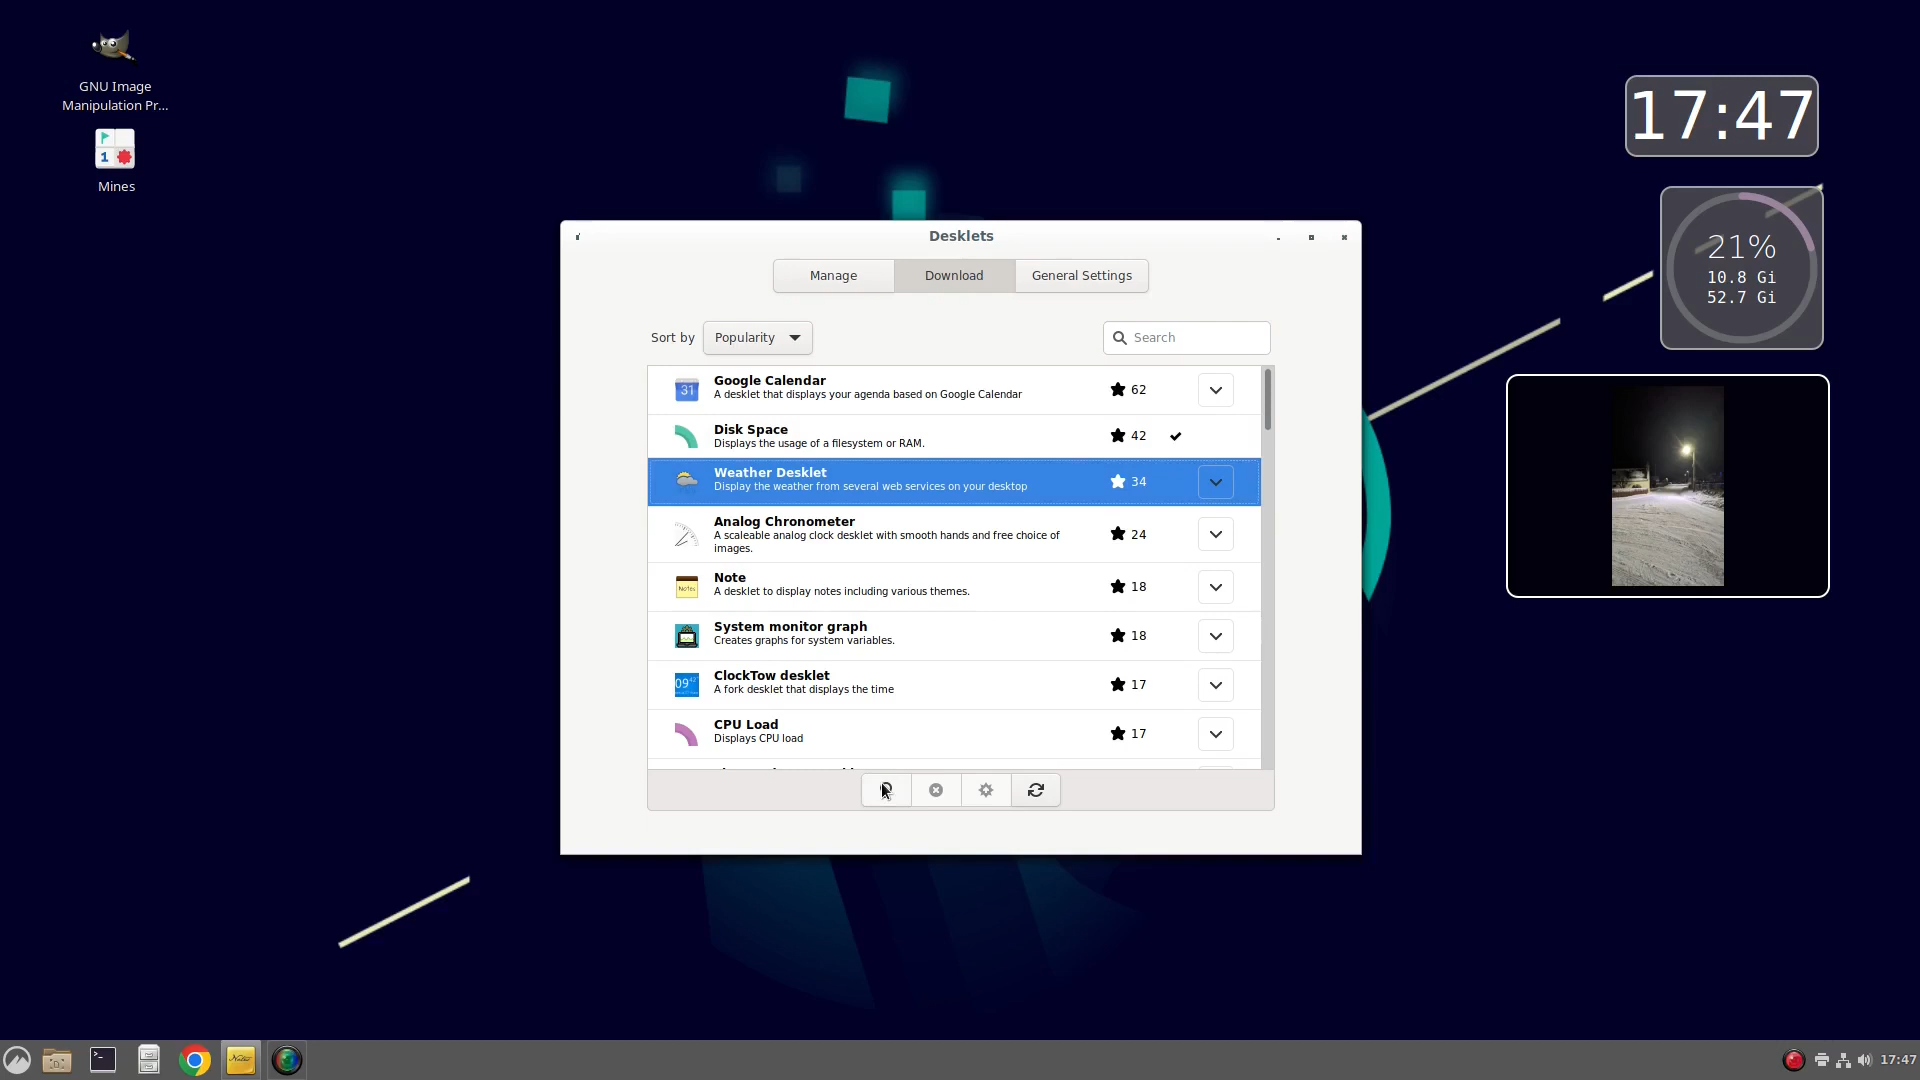 GNU Image
Manipulation Pr...
Mines
17:47
21%
10.8 Gi
52.7 Gi
Desklets
Manage
Download
General Settings
Sort by
Popularity
Search
31
Google Calendar
A desklet that displays your agenda based on Google Calendar
62
Disk Space
Displays the usage of a filesystem or RAM.
42
Weather Desklet
Display the weather from several web services on your desktop
34
Analog Chronometer
A scaleable analog clock desklet with smooth hands and free choice of
images.
24
Notes
Note
A desklet to display notes including various themes.
18
System monitor graph
Creates graphs for system variables.
18
ClockTow desklet
A fork desklet that displays the time
17
CPU Load
Displays CPU load
17
17:47